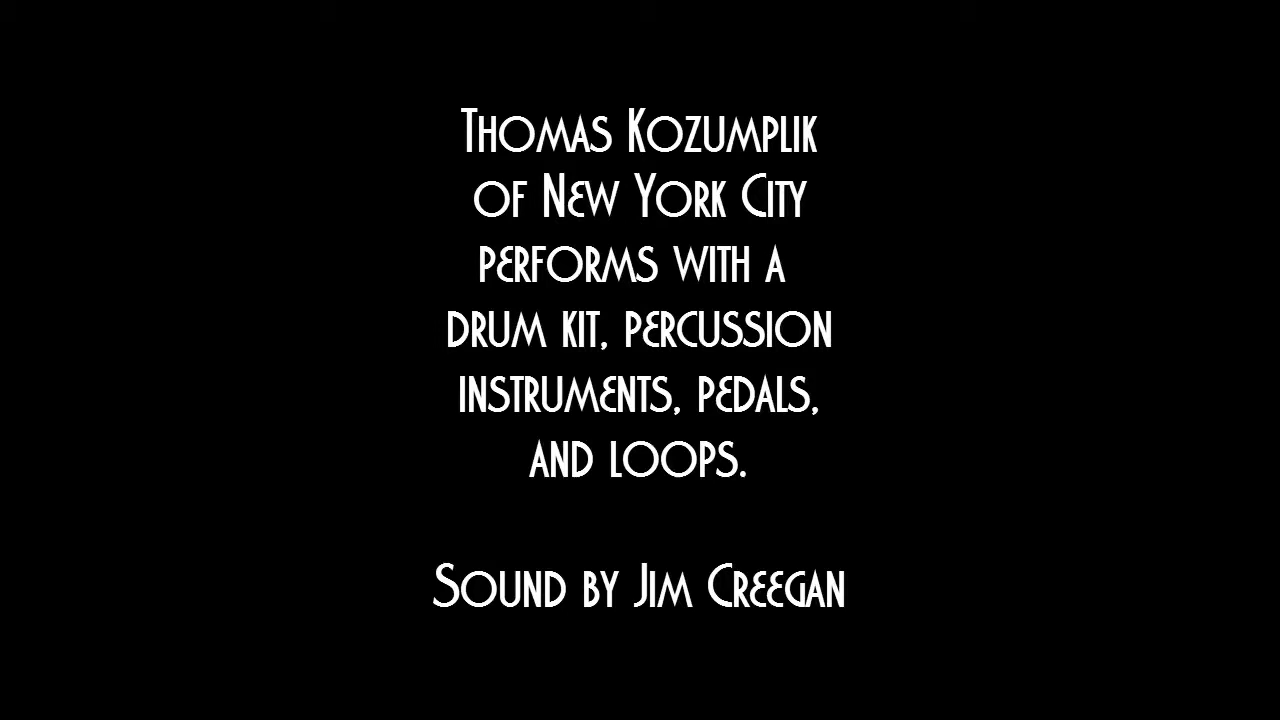 Thomas Kozumplik
of New York City
performs with a
drum kit, percussion
instruments, pedals,
and loops.
Sound by Jim Creegan